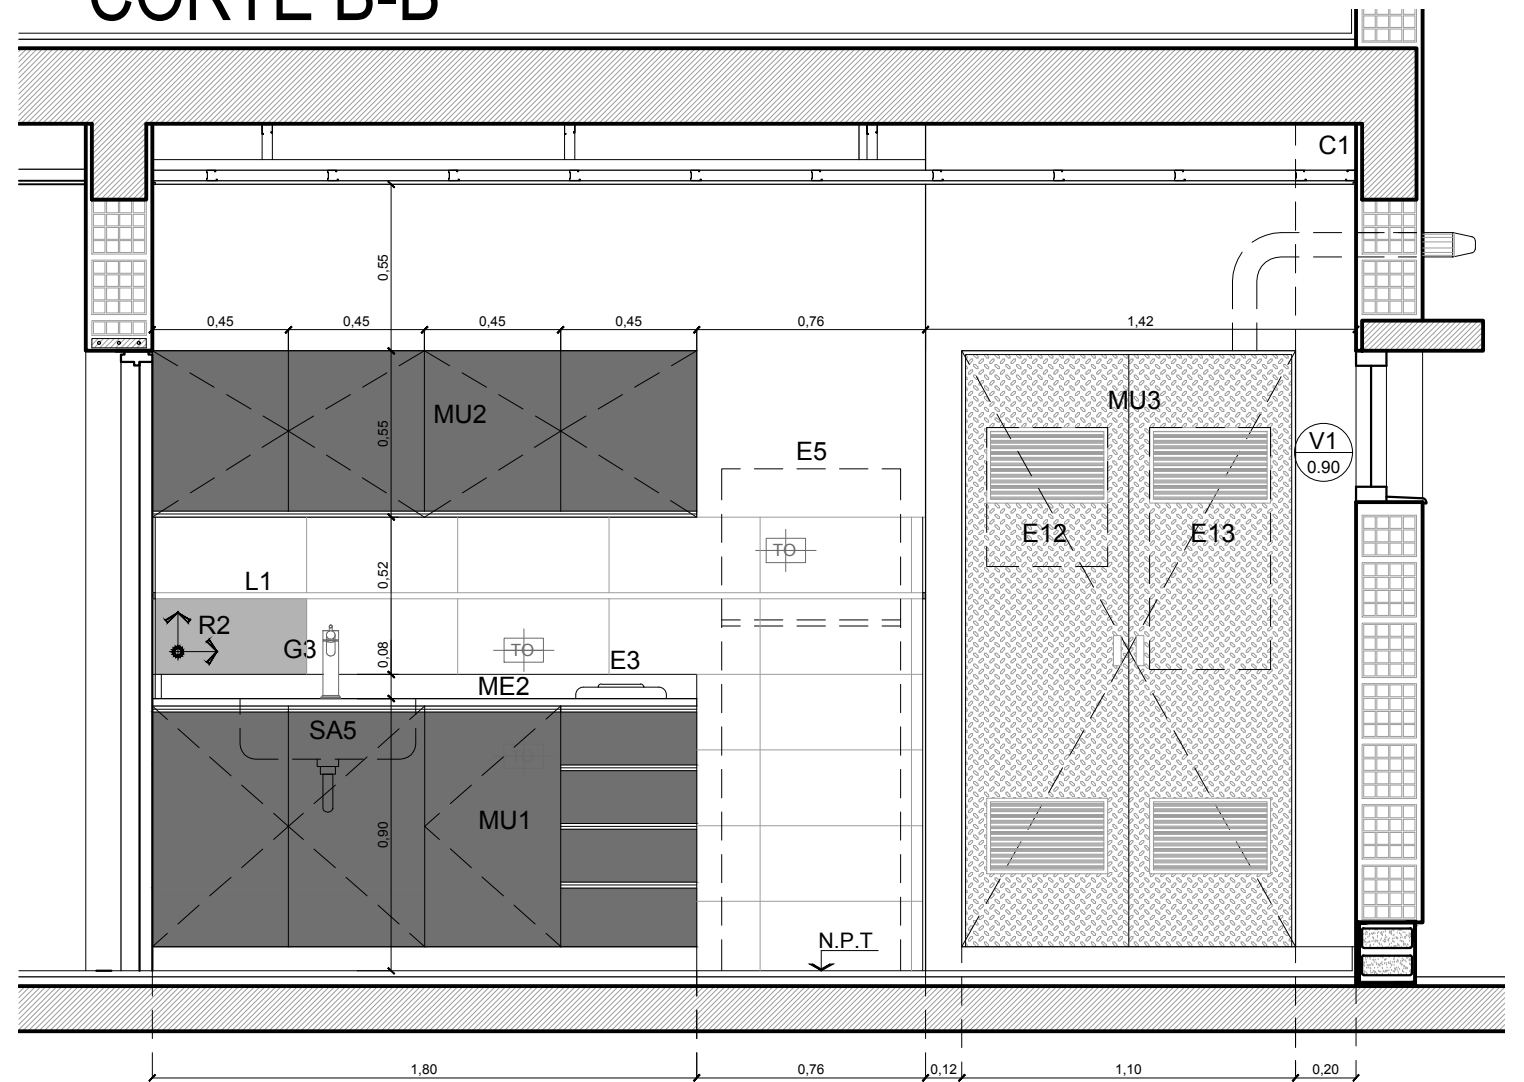 CORTE B-B
C1
0,55
0,45
0,45
0,45
0,45
0,76
1,42
MU2
0,55
MU3
V1
0.90
E5
E12
E13
TO
L1
0,52
R2
G3
0.08
TO
E3
ME2
SA5
TO
MU1
0,90
N.P.T
1,80
0,76
0,12
1,10
0,20